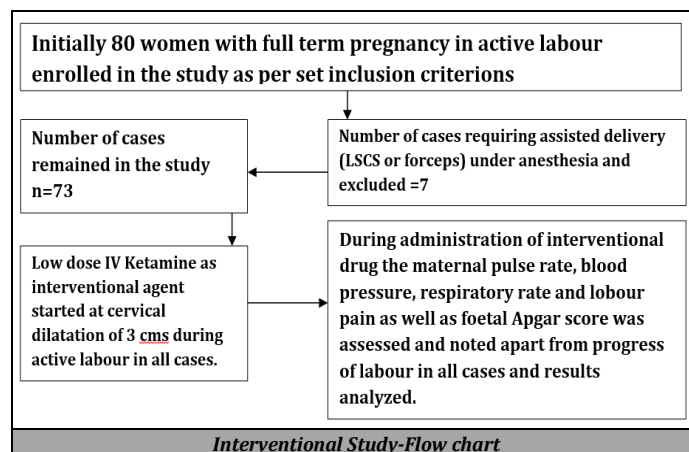 Initially 80 women with full term pregnancy in active labour
enrolled in the study as per set inclusion criterions
Number of cases
remained in the study
n=73
Number of cases requiring assisted delivery
(LSCS or forceps) under anesthesia and
excluded =7
Low dose IV Ketamine as
interventional agent
started at cervical
dilatation of 3 cms during
active labour in all cases.
During administration of interventional
drug the maternal pulse rate, blood
pressure, respiratory rate and lobour
pain as well as foetal Apgar score was
assessed and noted apart from progress
of labour in all cases and results
analyzed.
Interventional Study-Flow chart